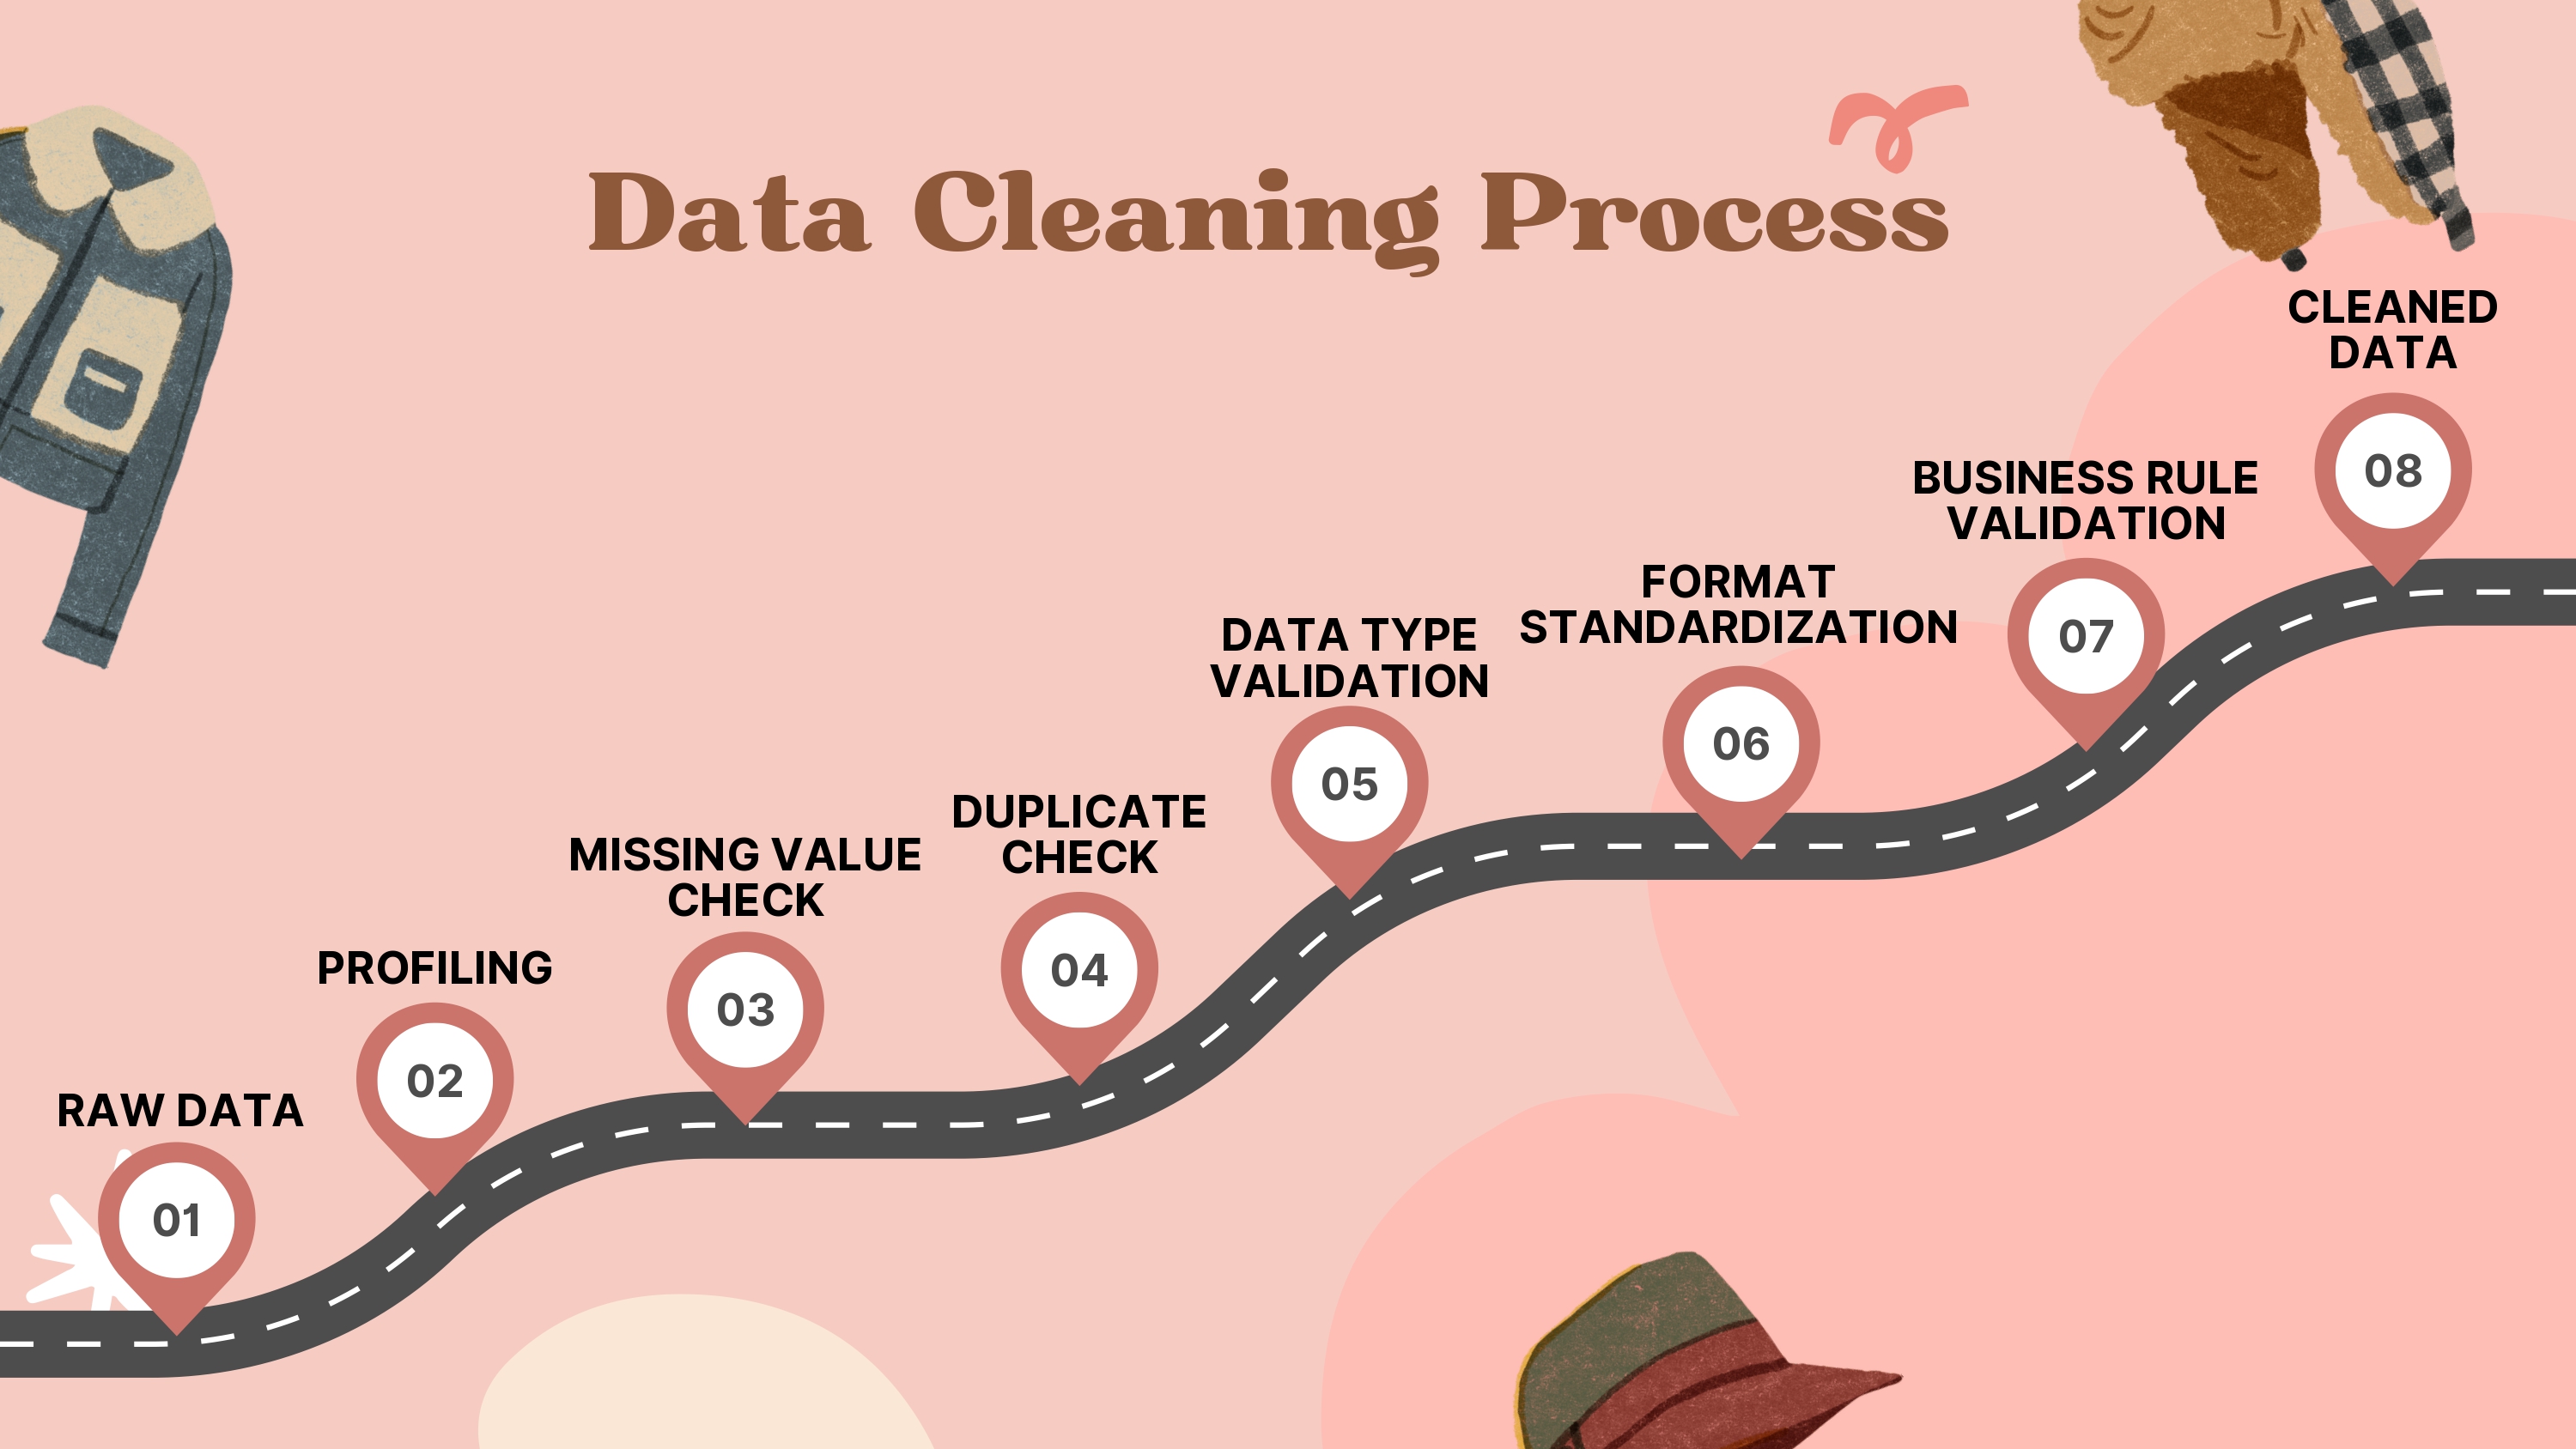 Data Cleaning Process
RAW DATA
01
PROFILING
02
MISSING VALUE
CHECK
03
DUPLICATE
CHECK
04
DATA TYPE
VALIDATION
05
FORMAT
STANDARDIZATION
06
BUSINESS RULE
VALIDATION
07
CLEANED
DATA
08